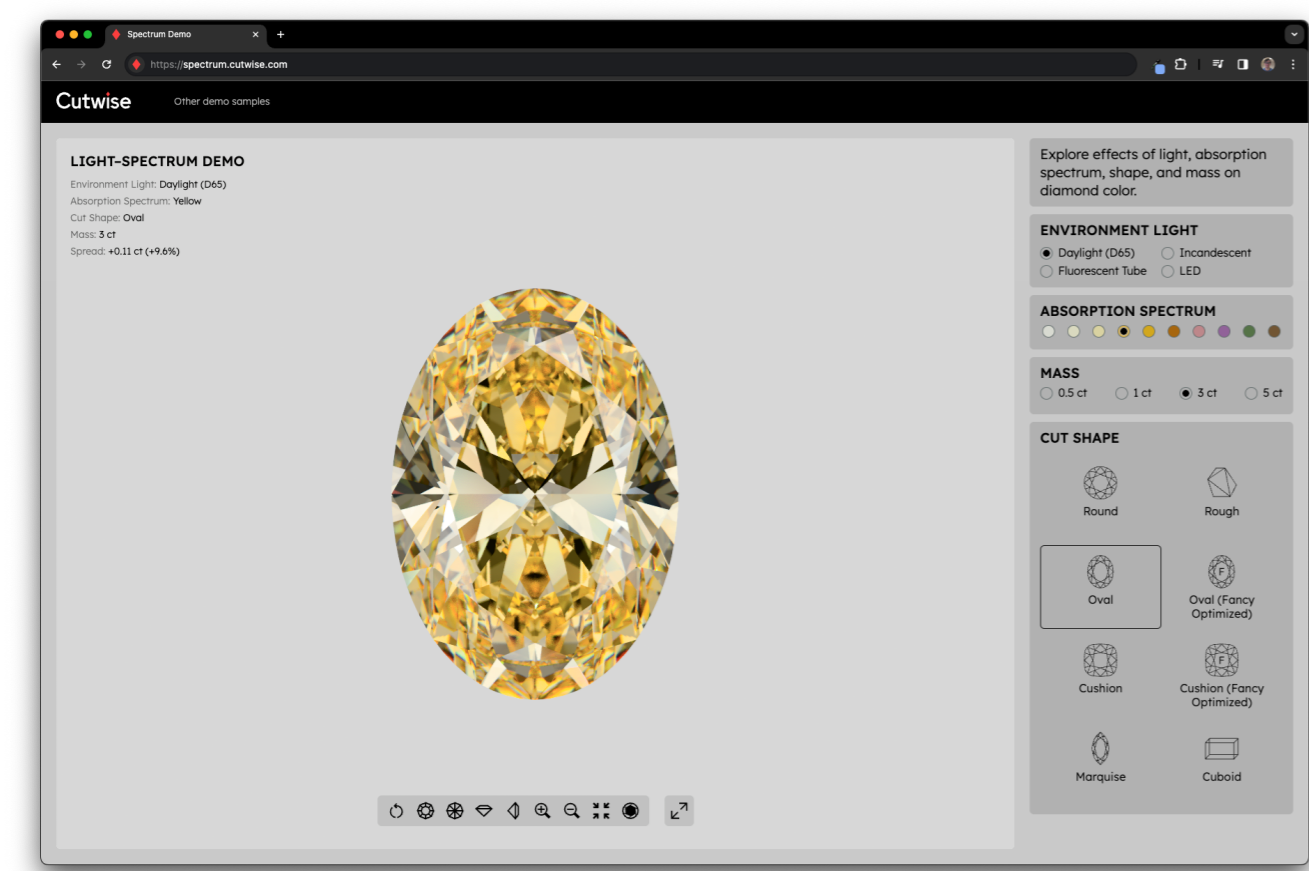 Spectrum Demo
https://spectrum.cutwise.com
Cutwise
Other demo samples
LIGHT-SPECTRUM DEMO
Environment Light: Daylight (D65)
Absorption Spectrum: Yellow
Cut Shape: Oval
Mass: 3 ct
Spread: +0.11 ct (+9.6%)
Explore effects of light, absorption
spectrum, shape, and mass on
diamond color.
ENVIRONMENT LIGHT
Daylight (D65) Incandescent
Fluorescent Tube LED
ABSORPTION SPECTRUM
MASS
0.5 ct 1 ct 3 ct 5 ct
CUT SHAPE
Round Rough
F
Oval Oval (Fancy
Optimized)
F
Cushion Cushion (Fancy
Optimized)
Marquise Cuboid